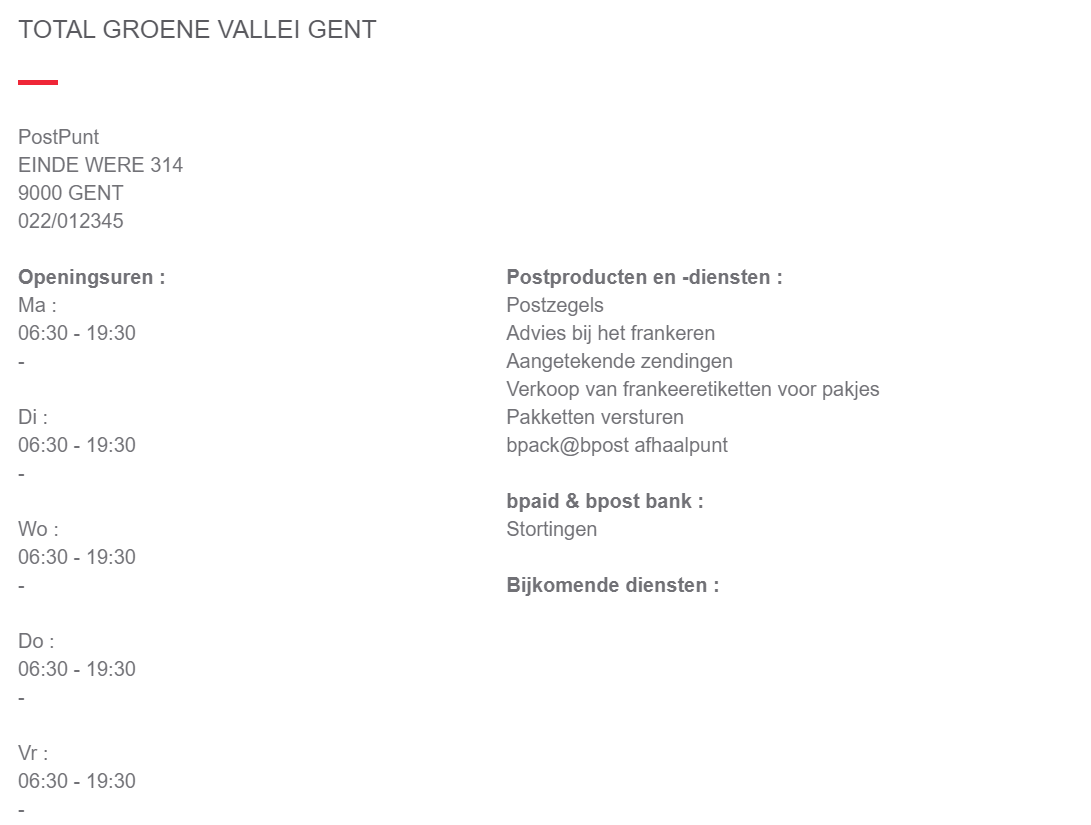 TOTAL GROENE VALLEI GENT
PostPunt
EINDE WERE 314
9000 GENT
022/012345
Openingsuren :
Ma :
06:30 - 19:30
-
Di :
06:30 - 19:30
-
Wo :
06:30 - 19:30
-
Do :
06:30 - 19:30
-
Vr :
06:30 - 19:30
-
Postproducten en -diensten :
Postzegels
Advies bij het frankeren
Aangetekende zendingen
Verkoop van frankeeretiketten voor pakjes
Pakketten versturen
bpack@bpost afhaalpunt
bpaid & bpost bank :
Stortingen
Bijkomende diensten :